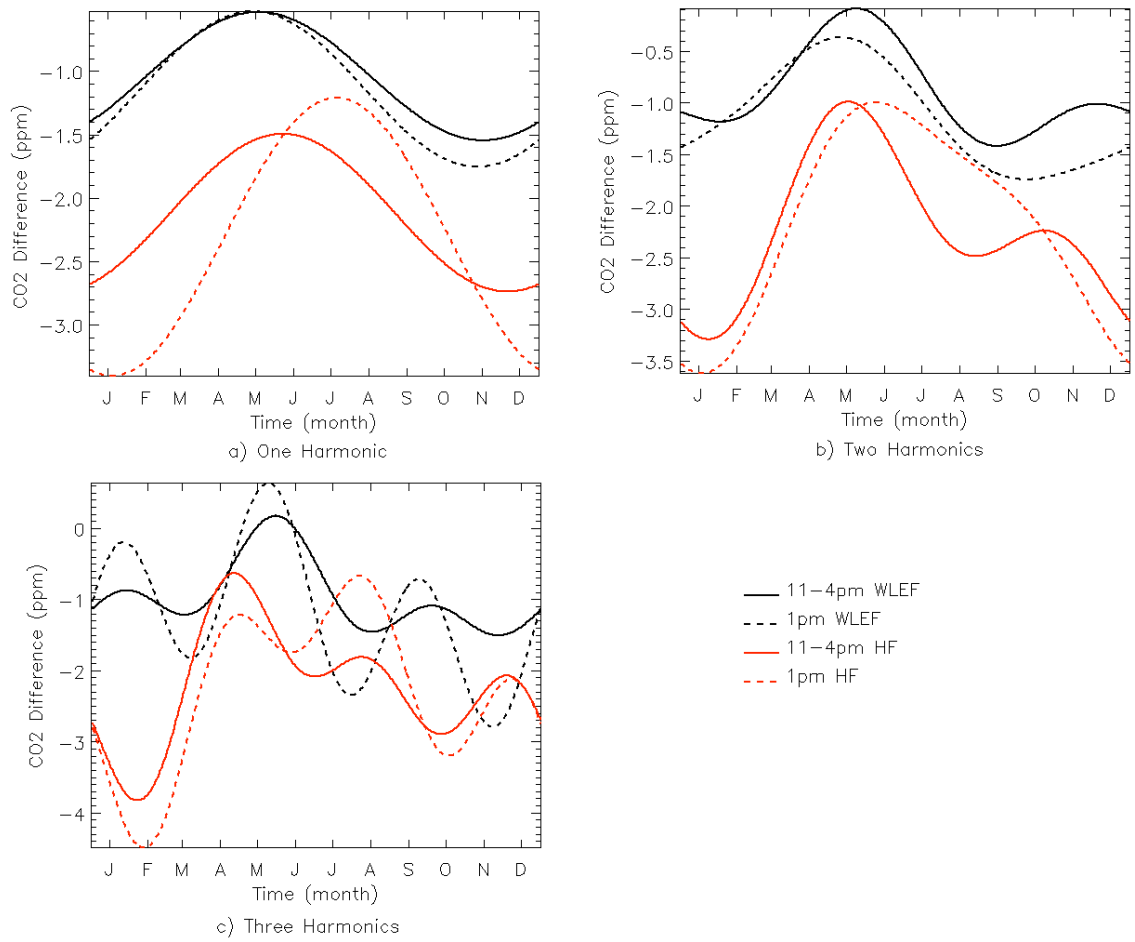 CO2 Difference (ppm)
−1.0
−1.5
−2.0
−2.5
−3.0
J F M A M J J A S O N D
Time (month)
a) One Harmonic
CO2 Difference (ppm)
−0.5
−1.0
−1.5
−2.0
−2.5
−3.0
−3.5
J F M A M J J A S O N D
Time (month)
b) Two Harmonics
CO2 Difference (ppm)
0
−1
−2
−3
−4
J F M A M J J A S O N D
Time (month)
c) Three Harmonics
11−4pm WLEF
1pm WLEF
11−4pm HF
1pm HF